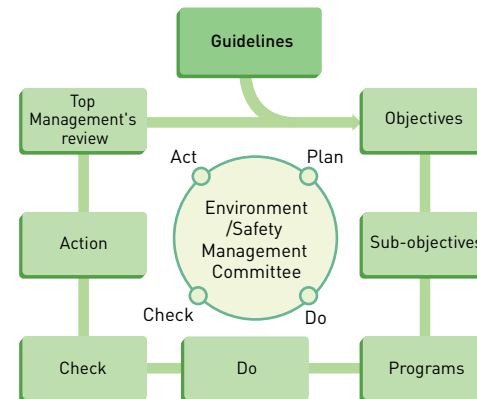 Guidelines
Top
Management's
review
Objectives
Act
Plan
Environment
/Safety
Management
Committee
Action
Sub-objectives
Check
Do
Check
Do
Programs